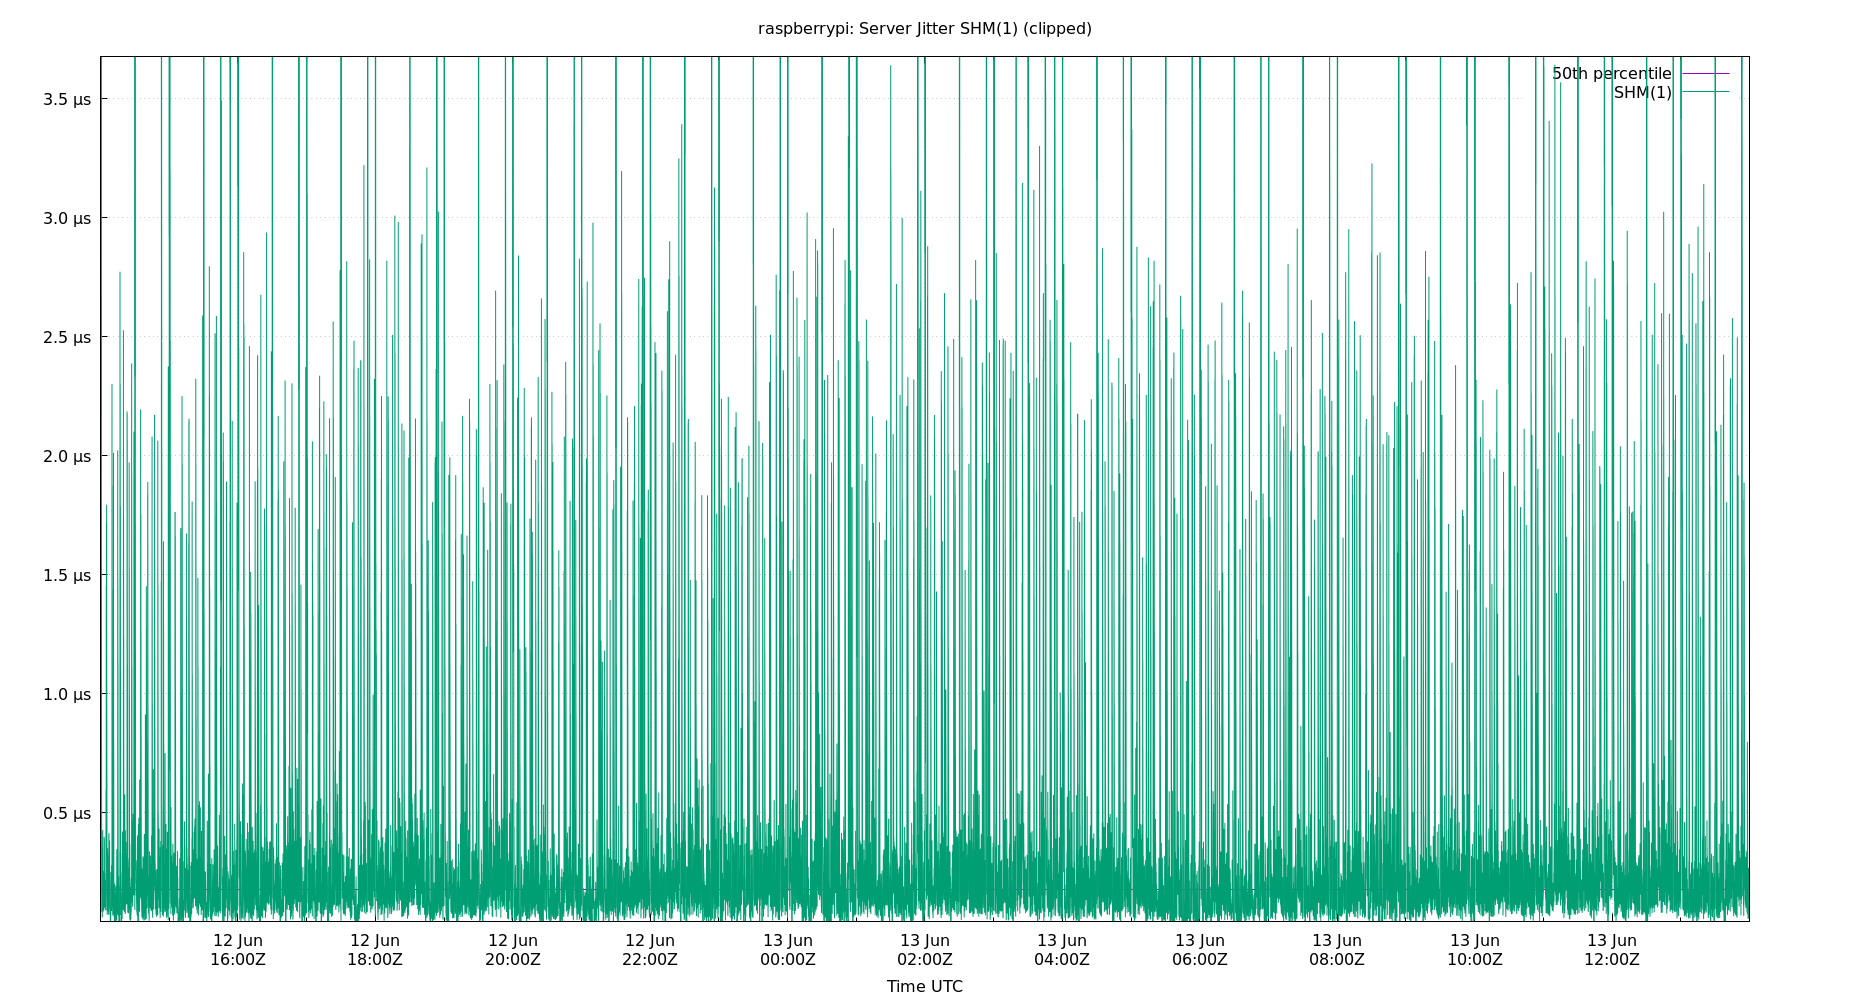 raspberrypi: Server Jitter SHM(1) (clipped)
50th percentile
SHM(1)
3.5 µs
3.0 µs
2.5 µs
2.0 µs
1.5 µs
1.0 µs
0.5 µs
12 Jun 12 Jun 12 Jun 12 Jun 13 Jun 13 Jun 13 Jun 13 Jun 13 Jun 13 Jun 13 Jun
16:00Z 18:00Z 20:00Z 22:00Z 00:00Z 02:00Z 04:00Z 06:00Z 08:00Z 10:00Z 12:00Z
Time UTC